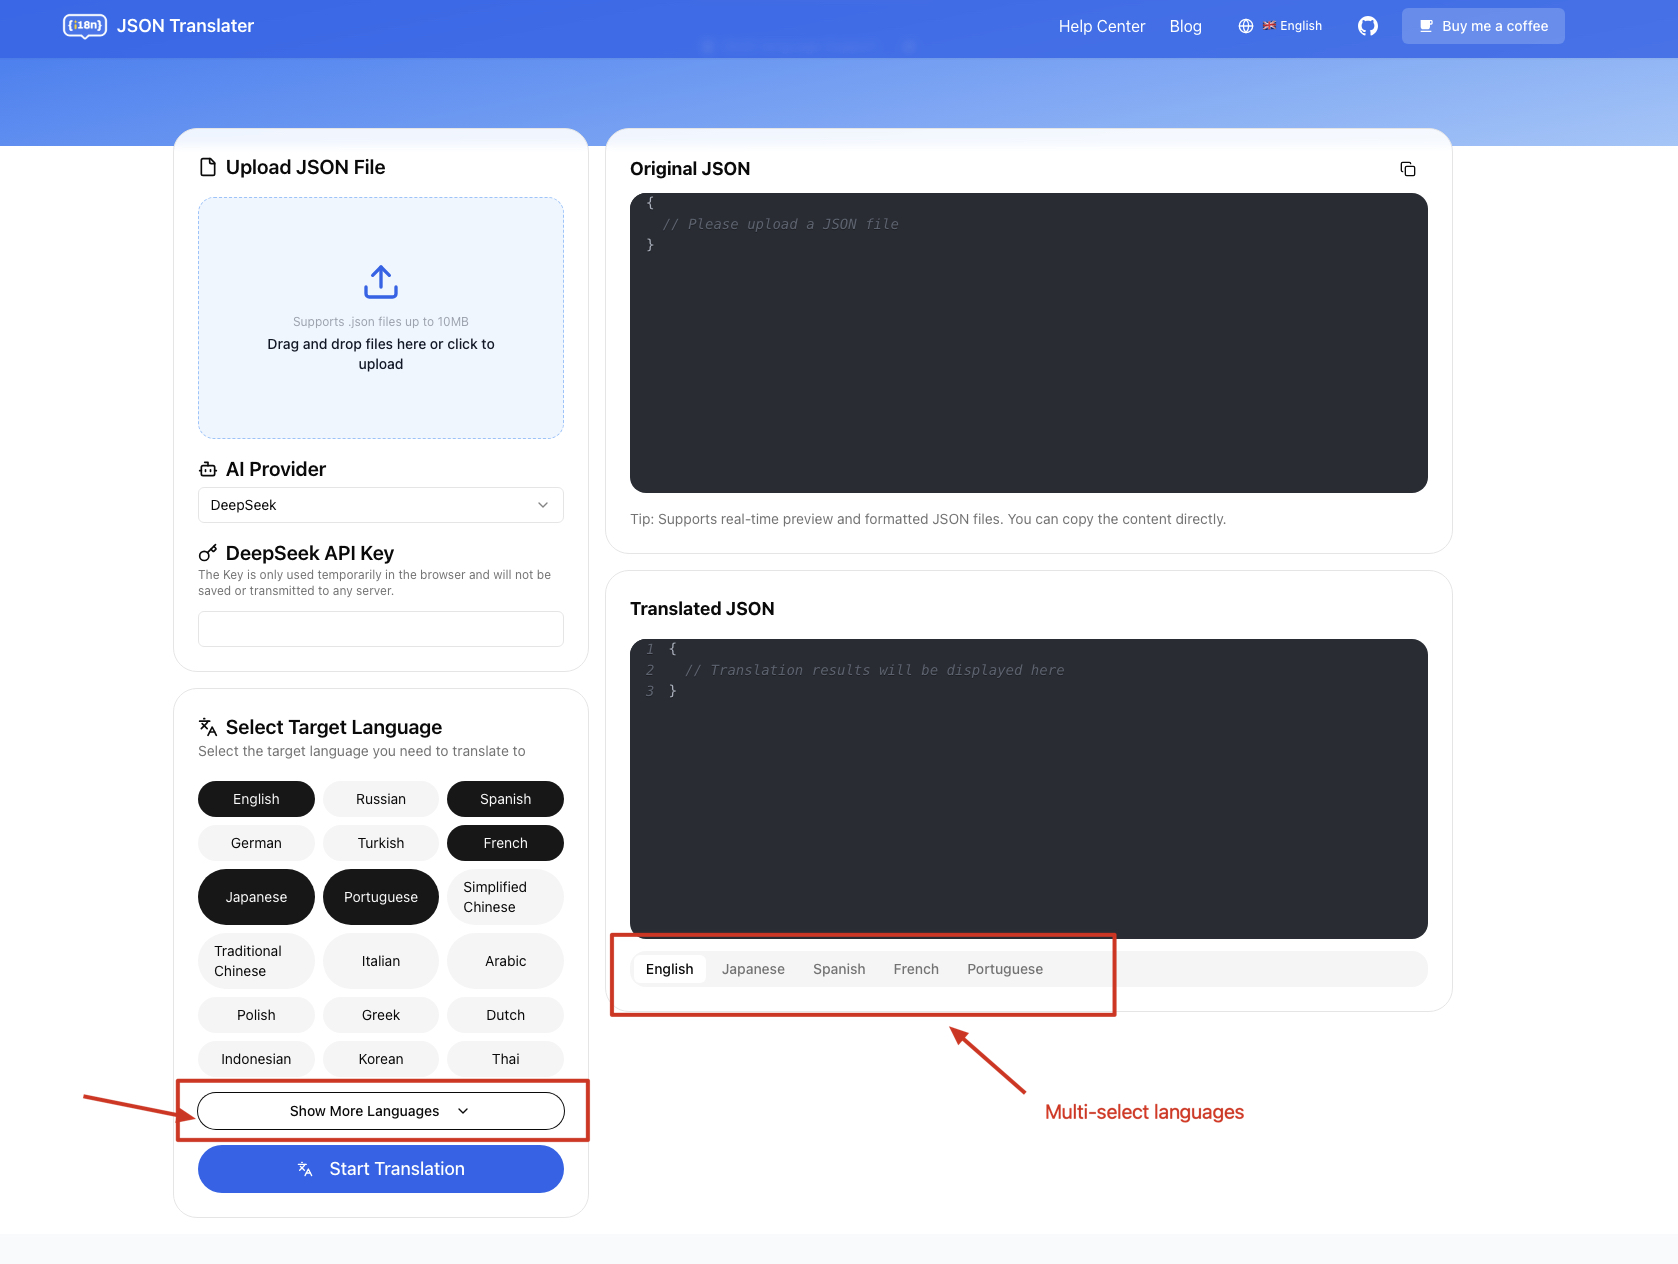 {i18n} JSON Translater
Help Center
Blog
English
Buy me a coffee
Upload JSON File
Supports .json files up to 10MB
Drag and drop files here or click to
upload
AI Provider
DeepSeek
DeepSeek API Key
The Key is only used temporarily in the browser and will not be
saved or transmitted to any server.
Select Target Language
Select the target language you need to translate to
English
Russian
Spanish
German
Turkish
French
Japanese
Portuguese
Simplified
Chinese
Traditional
Chinese
Italian
Arabic
Polish
Greek
Dutch
Indonesian
Korean
Thai
Show More Languages
Start Translation
Original JSON
{
// Please upload a JSON file
}
Tip: Supports real-time preview and formatted JSON files. You can copy the content directly.
Translated JSON
1 {
2 // Translation results will be displayed here
3 }
English
Japanese
Spanish
French
Portuguese
Multi-select languages